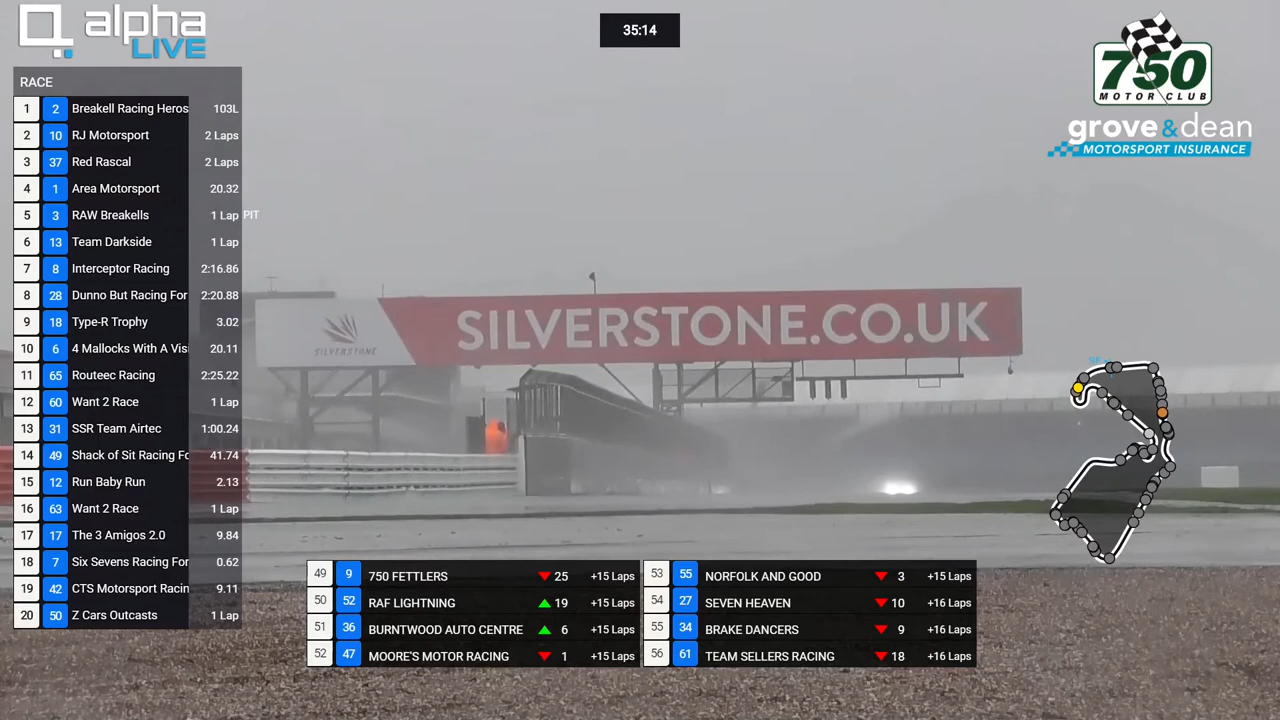 alpha
LIVE
35:14
750
MOTOR CLUB
grove&dean
MOTORSPORT INSURANCE
RACE
1 2 Breakell Racing Heros 103L
2 10 RJ Motorsport 2 Laps
3 37 Red Rascal 2 Laps
4 1 Area Motorsport 20.32
5 3 RAW Breakells 1 Lap PIT
6 13 Team Darkside 1 Lap
7 8 Interceptor Racing 2:16.86
8 28 Dunno But Racing For 2:20.88
9 18 Type-R Trophy 3.02
10 6 4 Mallocks With A Visi 20.11
11 65 Routeec Racing 2:25.22
12 60 Want 2 Race 1 Lap
13 31 SSR Team Airtec 1:00.24
14 49 Shack of Sit Racing Fo 41.74
15 12 Run Baby Run 2.13
16 63 Want 2 Race 1 Lap
17 17 The 3 Amigos 2.0 9.84
18 7 Six Sevens Racing For 0.62
19 42 CTS Motorsport Racin 9.11
20 50 Z Cars Outcasts 1 Lap
SILVERSTONE
SILVERSTONE.CO.UK
49 9 750 FETTLERS 25 +15 Laps
50 52 RAF LIGHTNING 19 +15 Laps
51 36 BURNTWOOD AUTO CENTRE 6 +15 Laps
52 47 MOORE'S MOTOR RACING 1 +15 Laps
53 55 NORFOLK AND GOOD 3 +15 Laps
54 27 SEVEN HEAVEN 10 +16 Laps
55 34 BRAKE DANCERS 9 +16 Laps
56 61 TEAM SELLERS RACING 18 +16 Laps